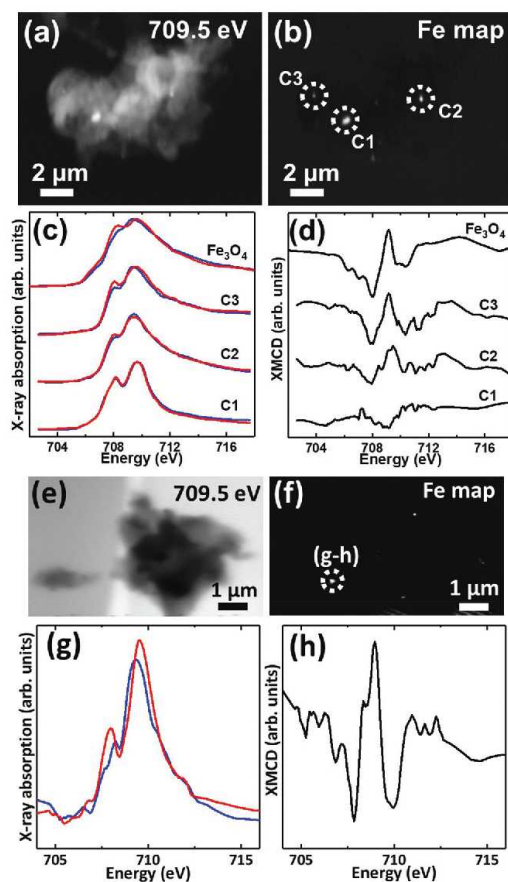 (a) 709.5 eV
2 µm
(b) Fe map
C3
C1
C2
2 µm
(c)
X-ray absorption (arb. units)
Fe3O4
C3
C2
C1
704 708 712 716
Energy (eV)
(d)
XMCD (arb. units)
Fe3O4
C3
C2
C1
704 708 712 716
Energy (eV)
(e) 709.5 eV
1 µm
(f) Fe map
(g-h)
1 µm
(g)
X-ray absorption (arb. units)
705 710 715
Energy (eV)
(h)
XMCD (arb. units)
705 710 715
Energy (eV)